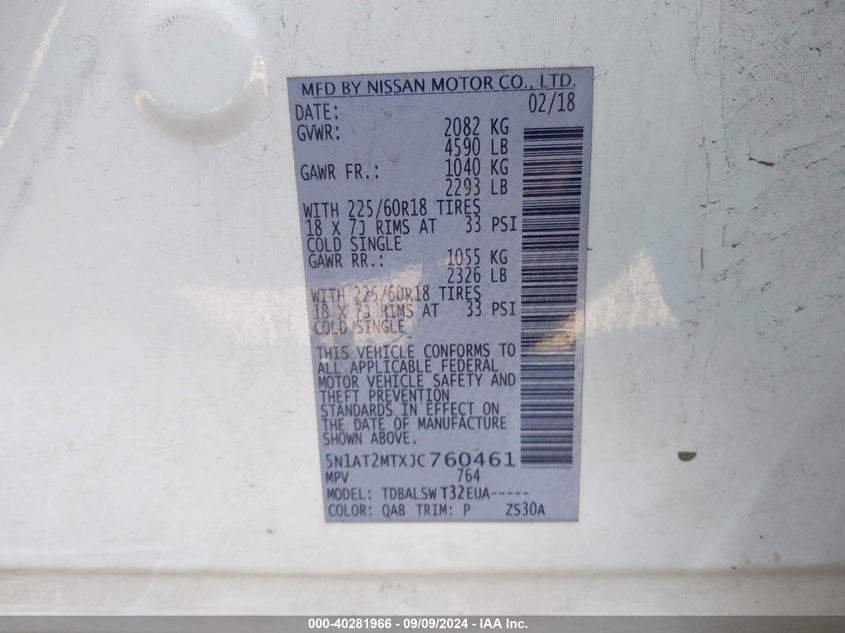 MFD BY NISSAN MOTOR CO., LTD.
DATE: 02/18
GVWR: 2082 KG
4590 LB
GAWR FR.: 1040 KG
2293 LB
WITH 225/60R18 TIRES
18 X 7J RIMS AT 33 PSI
COLD SINGLE
GAWR RR.: 1055 KG
2326 LB
WITH 225/60R18 TIRES
18 X 7J RIMS AT 33 PSI
COLD SINGLE
THIS VEHICLE CONFORMS TO
ALL APPLICABLE FEDERAL
MOTOR VEHICLE SAFETY AND
THEFT PREVENTION
STANDARDS IN EFFECT ON
THE DATE OF MANUFACTURE
SHOWN ABOVE.
5N1AT2MTXJC760461
MPV 764
MODEL: TDBALSW T32EUA-----
COLOR: QAB TRIM: P ZS30A
000-40281966 - 09/09/2024 - IAA Inc.